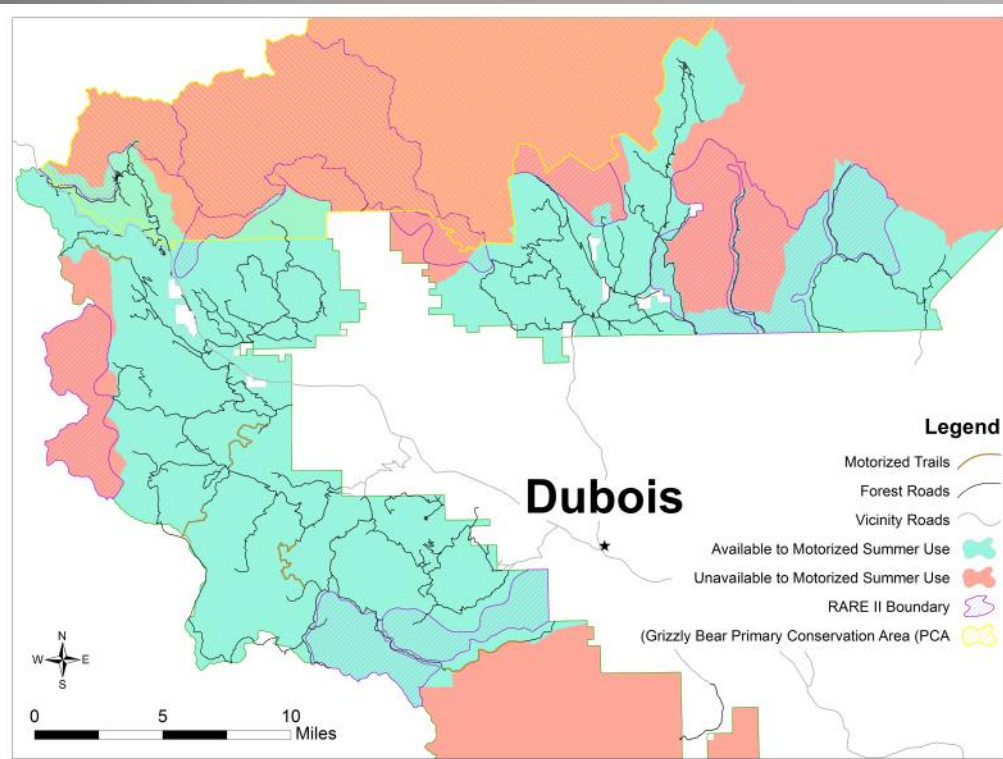 Legend
Motorized Trails
Forest Roads
Vicinity Roads
Available to Motorized Summer Use
Unavailable to Motorized Summer Use
RARE II Boundary
(Grizzly Bear Primary Conservation Area (PCA
Dubois
N
W E
S
0 5 10
Miles